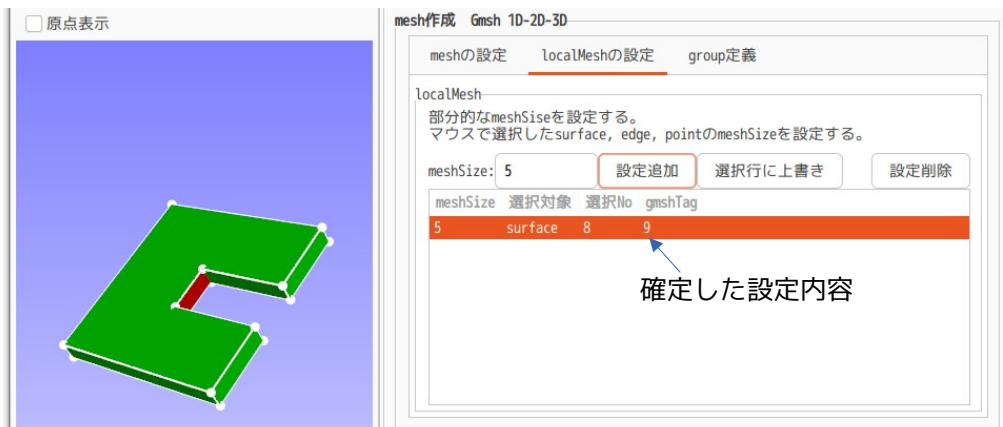 原点表示
mesh作成 Gmsh 1D-2D-3D
meshの設定 localMeshの設定 group定義
localMesh
部分的なmeshSiseを設定する。
マウスで選択したsurface, edge, pointのmeshSizeを設定する。
meshSize: 5 設定追加 選択行に上書き 設定削除
meshSize 選択対象 選択No gmshTag
5 surface 8 9
確定した設定内容